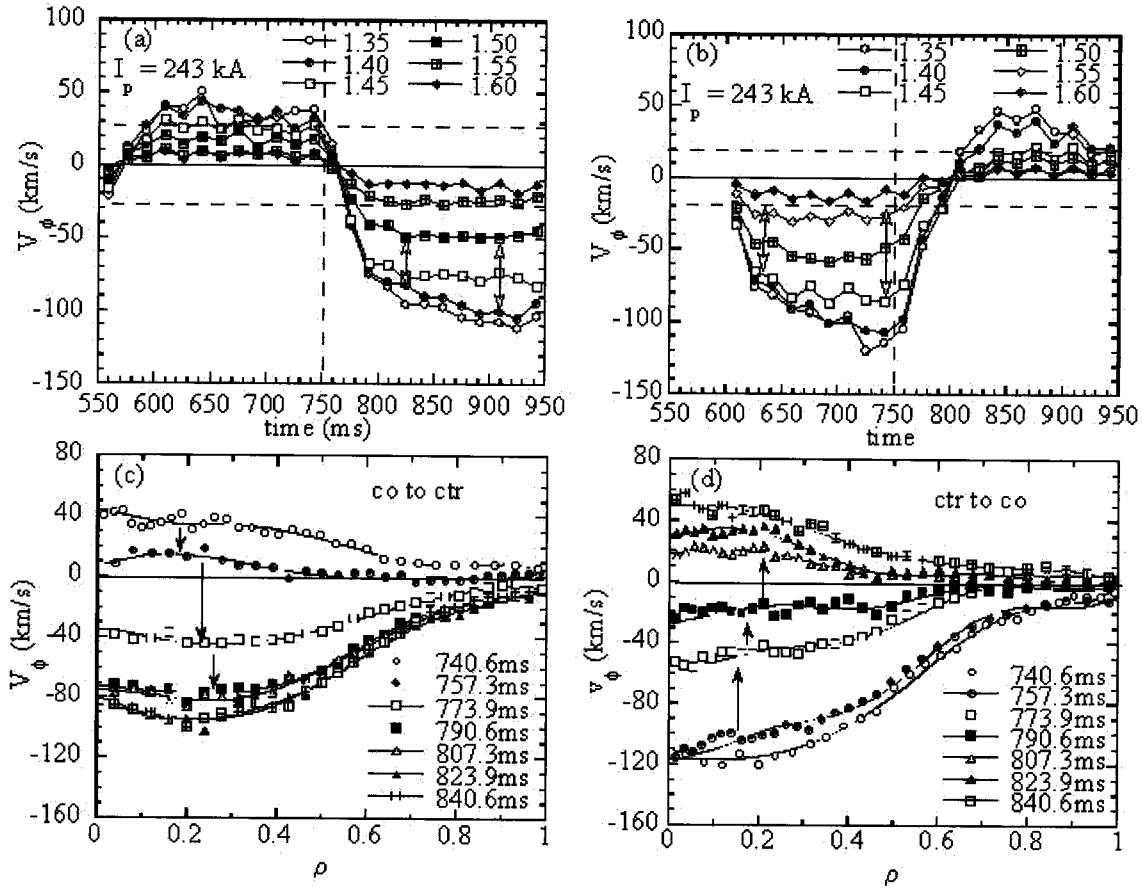 (a)
1.35 1.50
1.40 1.55
1.45 1.60
I p = 243 kA
V ϕ (km/s)
100
50
0
-50
-100
-150
550 600 650 700 750 800 850 900 950
time (ms)
(b)
1.35 1.50
1.40 1.55
1.45 1.60
I p = 243 kA
V ϕ (km/s)
100
50
0
-50
-100
-150
550 600 650 700 750 800 850 900 950
time
(c)
co to ctr
V ϕ (km/s)
80
40
0
-40
-80
-120
-160
740.6ms
757.3ms
773.9ms
790.6ms
807.3ms
823.9ms
840.6ms
0 0.2 0.4 0.6 0.8 1
ρ
(d)
ctr to co
v ϕ (km/s)
80
40
0
-40
-80
-120
-160
740.6ms
757.3ms
773.9ms
790.6ms
807.3ms
823.9ms
840.6ms
0 0.2 0.4 0.6 0.8 1
ρ